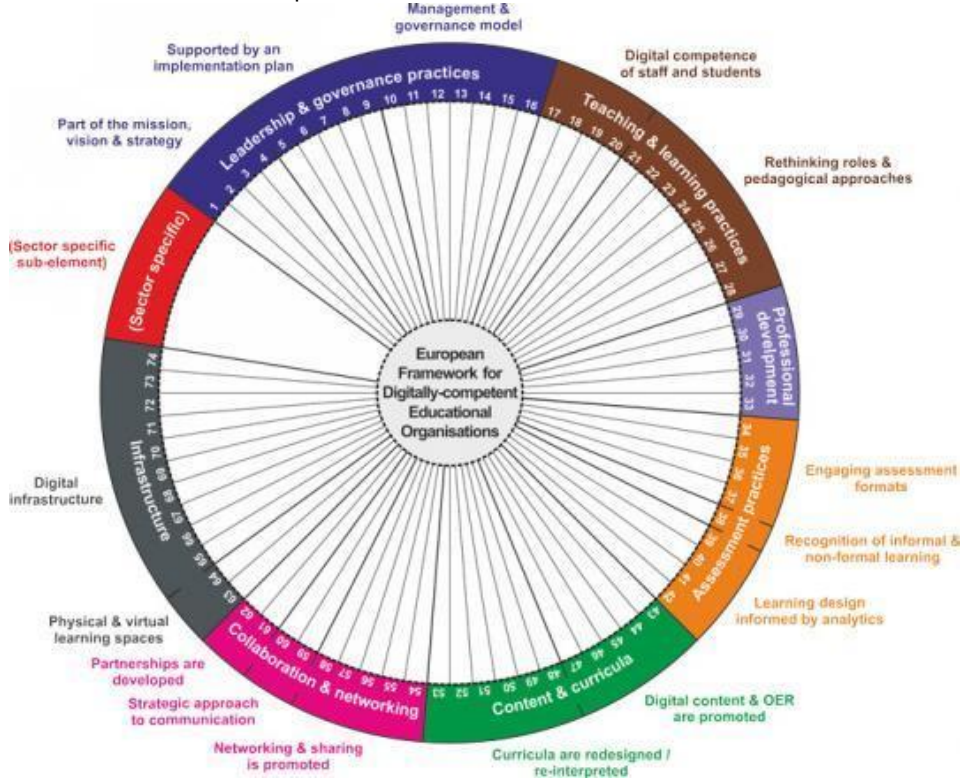 Management &
governance model
Supported by an
implementation plan
Digital competence
of staff and students
Part of the mission,
vision & strategy
Rethinking roles &
pedagogical approaches
(Sector specific
sub-element)
Leadership & governance practices
Teaching & learning practices
Professional
develpment
Assessment practices
Content & curricula
Collaboration & networking
Infrastructure
(Sector specific)
1 2 3 4 5 6 7 8 9 10 11 12 13 14 15 16
17 18 19 20 21 22 23 24 25 26 27 28
29 30 31 32 33
34 35 36 37 38 39 40 41 42
43 44 45 46 47 48 49 50 51 52 53
54 55 56 57 58 59 60 61 62
63 64 65 66 67 68 69 70 71 72 73 74
European
Framework for
Digitally-competent
Educational
Organisations
Engaging assessment
formats
Recognition of informal &
non-formal learning
Learning design
informed by analytics
Digital content & OER
are promoted
Curricula are redesigned /
re-interpreted
Networking & sharing
is promoted
Strategic approach
to communication
Partnerships are
developed
Physical & virtual
learning spaces
Digital
infrastructure